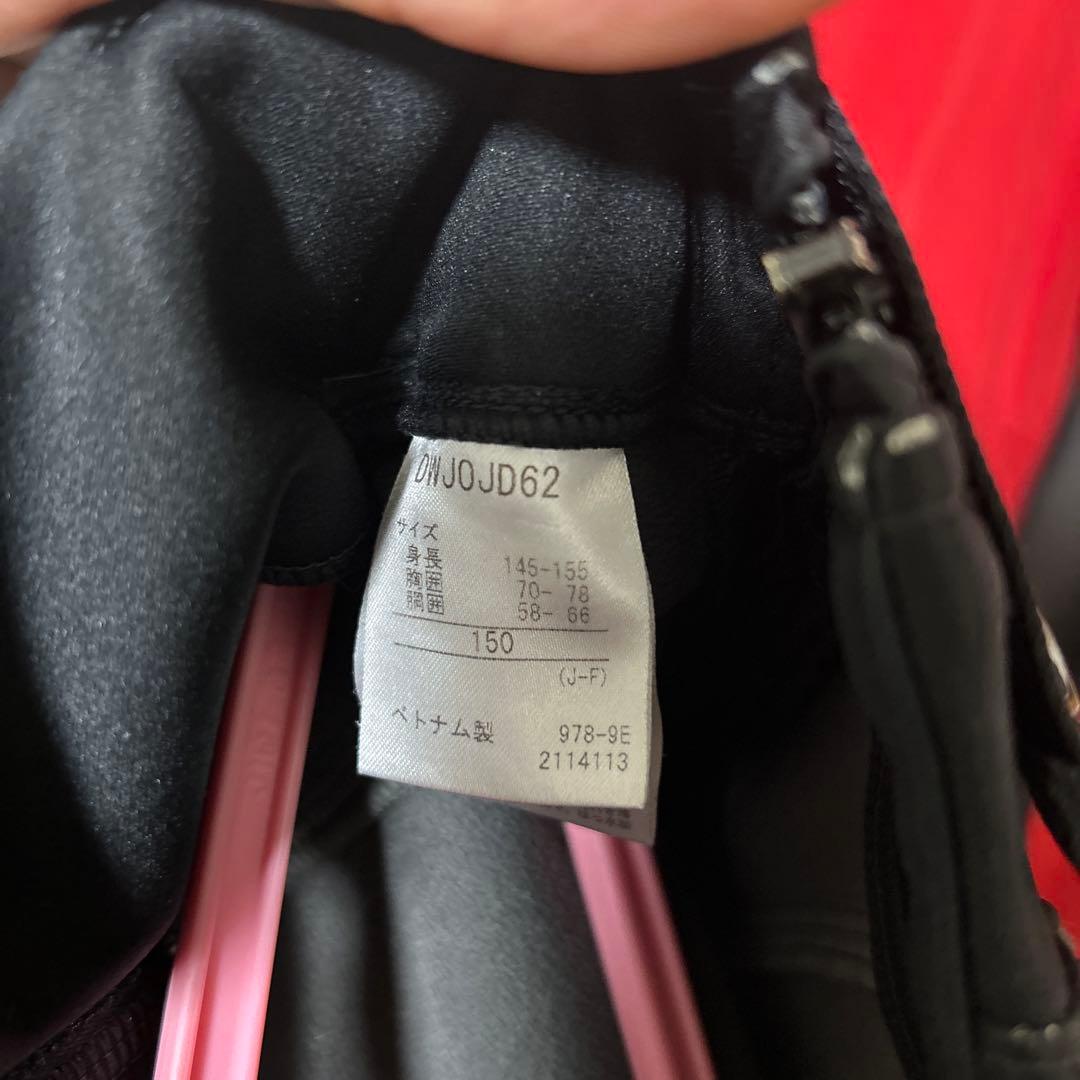 DWJOJD62
サイズ
身長 145-155
胸囲 70- 78
胴囲 58- 66
150
(J-F)
ベトナム製 978-9E
2114113